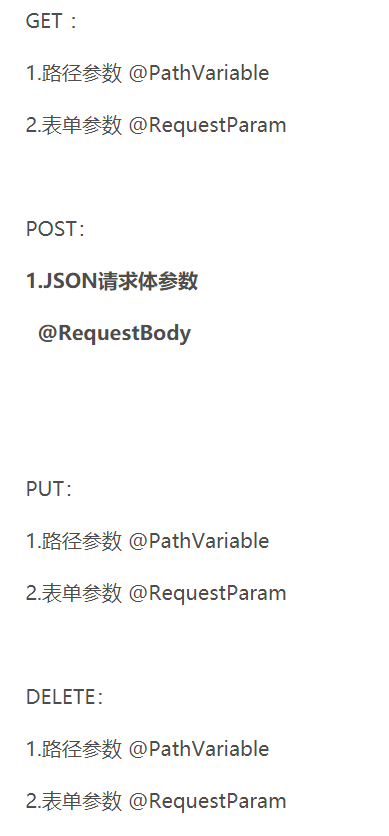 GET ：
1.路径参数 @PathVariable
2.表单参数 @RequestParam
POST：
1.JSON请求体参数
@RequestBody
PUT：
1.路径参数 @PathVariable
2.表单参数 @RequestParam
DELETE：
1.路径参数 @PathVariable
2.表单参数 @RequestParam